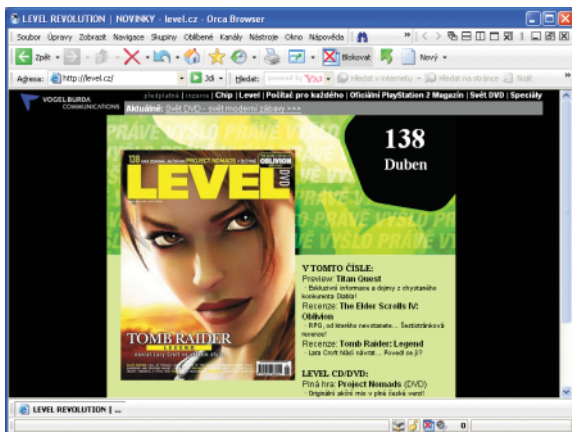 LEVEL REVOLUTION | NOVINKY - level.cz - Orca Browser
Soubor Úpravy Zobrazit Navigace Skupiny Oblíbené Kanály Nástroje Okno Nápověda
Zpět Blokovat Nový
Adresa: http://level.cz/ Jdi Hledat: powered by Hledat v internetu Hledat na stránce Najít
VOGEL BURDA
COMMUNICATIONS
předplatné | inzerce | Chip | Level | Počítač pro každého | Oficiální PlayStation 2 Magazín | Svět DVD | Speciály
Aktuálně: Svět DVD - svět moderní zábavy >>>
PRÁVĚ VYŠLO
138
Duben
138
PROJECT NOMADS
OBLIVION
LEVEL
DVD
TOMB RAIDER
LEGEND
V TOMTO ČÍSLE:
Preview: Titan Quest
- Exkluzivní informace a dojmy z chystaného
konkurenta Diabla!
Recenze: The Elder Scrolls IV:
Oblivion
- RPG, od kterého nevstanete... Šestistránková
recenze!
Recenze: Tomb Raider: Legend
- Lara Croft hlásí návrat... Povedl se jí?
LEVEL CD/DVD:
Plná hra: Project Nomads (DVD)
- Originální akční mix v plné české verzi!
LEVEL REVOLUTION | ...
0